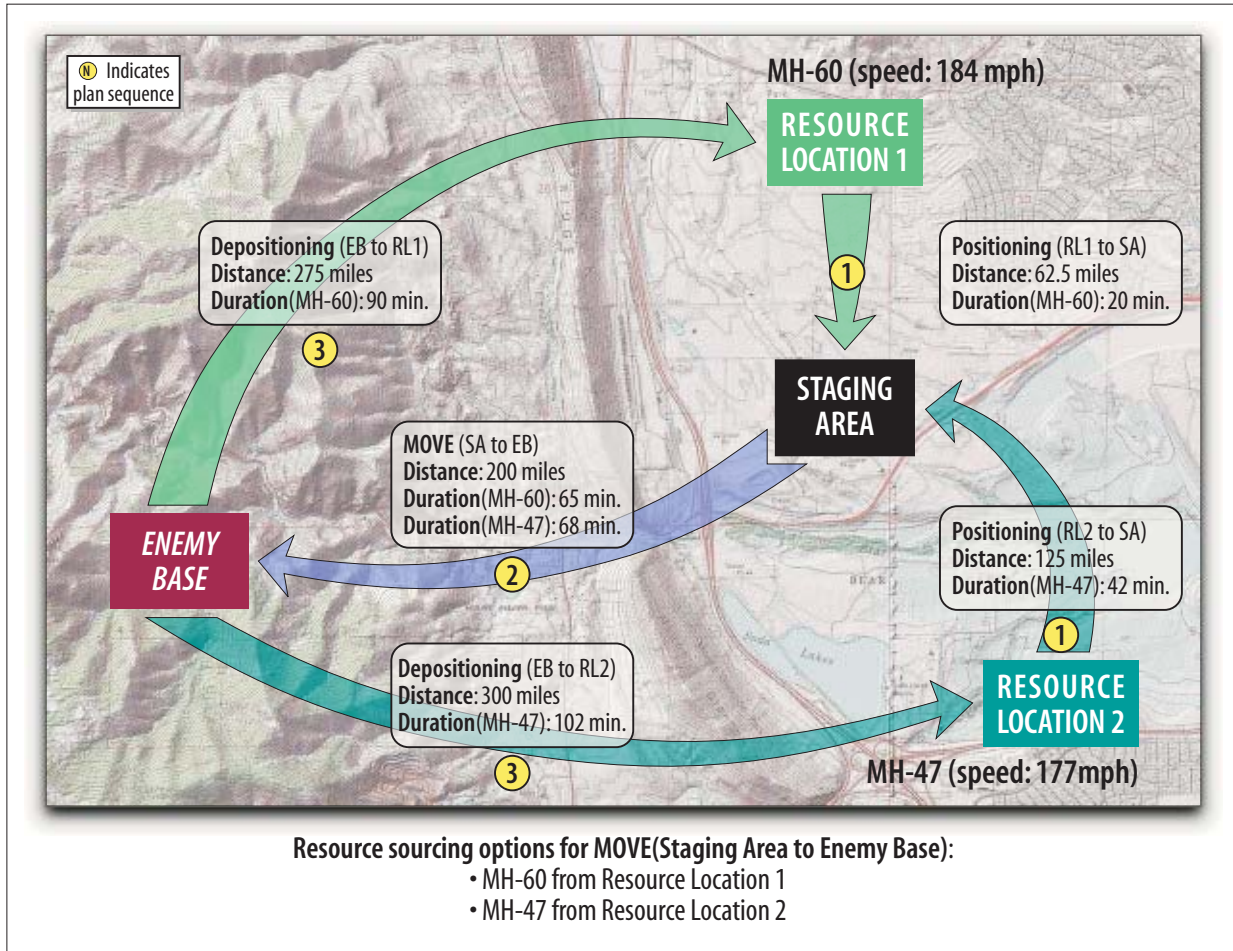 N Indicates
plan sequence
MH-60 (speed: 184 mph)
RESOURCE
LOCATION 1
Depositioning (EB to RL1)
Distance: 275 miles
Duration(MH-60): 90 min.
3
1
Positioning (RL1 to SA)
Distance: 62.5 miles
Duration(MH-60): 20 min.
STAGING
AREA
MOVE (SA to EB)
Distance: 200 miles
Duration(MH-60): 65 min.
Duration(MH-47): 68 min.
2
ENEMY
BASE
Positioning (RL2 to SA)
Distance: 125 miles
Duration(MH-47): 42 min.
1
Depositioning (EB to RL2)
Distance: 300 miles
Duration(MH-47): 102 min.
3
Lakes
RESOURCE
LOCATION 2
MH-47 (speed: 177mph)
Resource sourcing options for MOVE(Staging Area to Enemy Base):
• MH-60 from Resource Location 1
• MH-47 from Resource Location 2